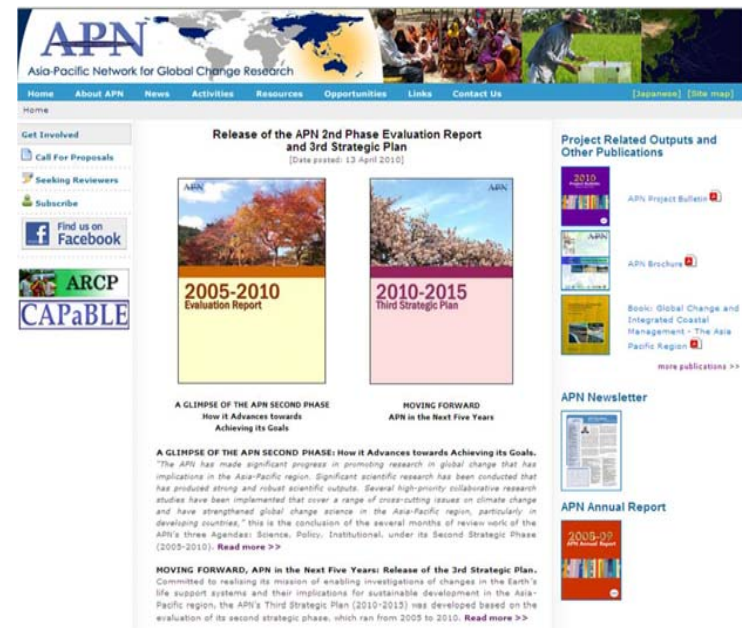 APN
Asia-Pacific Network for Global Change Research
Home About APN News Activities Resources Opportunities Links Contact Us [Japanese] [Site map]
Home
Get Involved
Call For Proposals
Seeking Reviewers
Subscribe
Find us on
Facebook
ARCP
CAPaBLE
Release of the APN 2nd Phase Evaluation Report
and 3rd Strategic Plan
[Date posted: 13 April 2010]
APN
2005-2010
Evaluation Report
APN
2010-2015
Third Strategic Plan
A GLIMPSE OF THE APN SECOND PHASE
How it Advances towards
Achieving its Goals
MOVING FORWARD
APN in the Next Five Years
A GLIMPSE OF THE APN SECOND PHASE: How it Advances towards Achieving its Goals.
"The APN has made significant progress in promoting research in global change that has
implications in the Asia-Pacific region. Significant scientific research has been conducted that
has produced strong and robust scientific outputs. Several high-priority collaborative research
studies have been implemented that cover a range of cross-cutting issues on climate change
and have strengthened global change science in the Asia-Pacific region, particularly in
developing countries," this is the conclusion of the several months of review work of the
APN's three Agendas: Science, Policy, Institutional, under its Second Strategic Phase
(2005-2010). Read more >>
MOVING FORWARD, APN in the Next Five Years: Release of the 3rd Strategic Plan.
Committed to realising its mission of enabling investigations of changes in the Earth's
life support systems and their implications for sustainable development in the Asia-
Pacific region, the APN's Third Strategic Plan (2010-2015) was developed based on the
evaluation of its second strategic phase, which ran from 2005 to 2010. Read more >>
Project Related Outputs and
Other Publications
2010
Project Bulletin
APN Project Bulletin
APN
APN Brochure
Book: Global Change and
Integrated Coastal
Management - The Asia
Pacific Region
more publications >>
APN Newsletter
APN Annual Report
2008-09
APN Annual Report